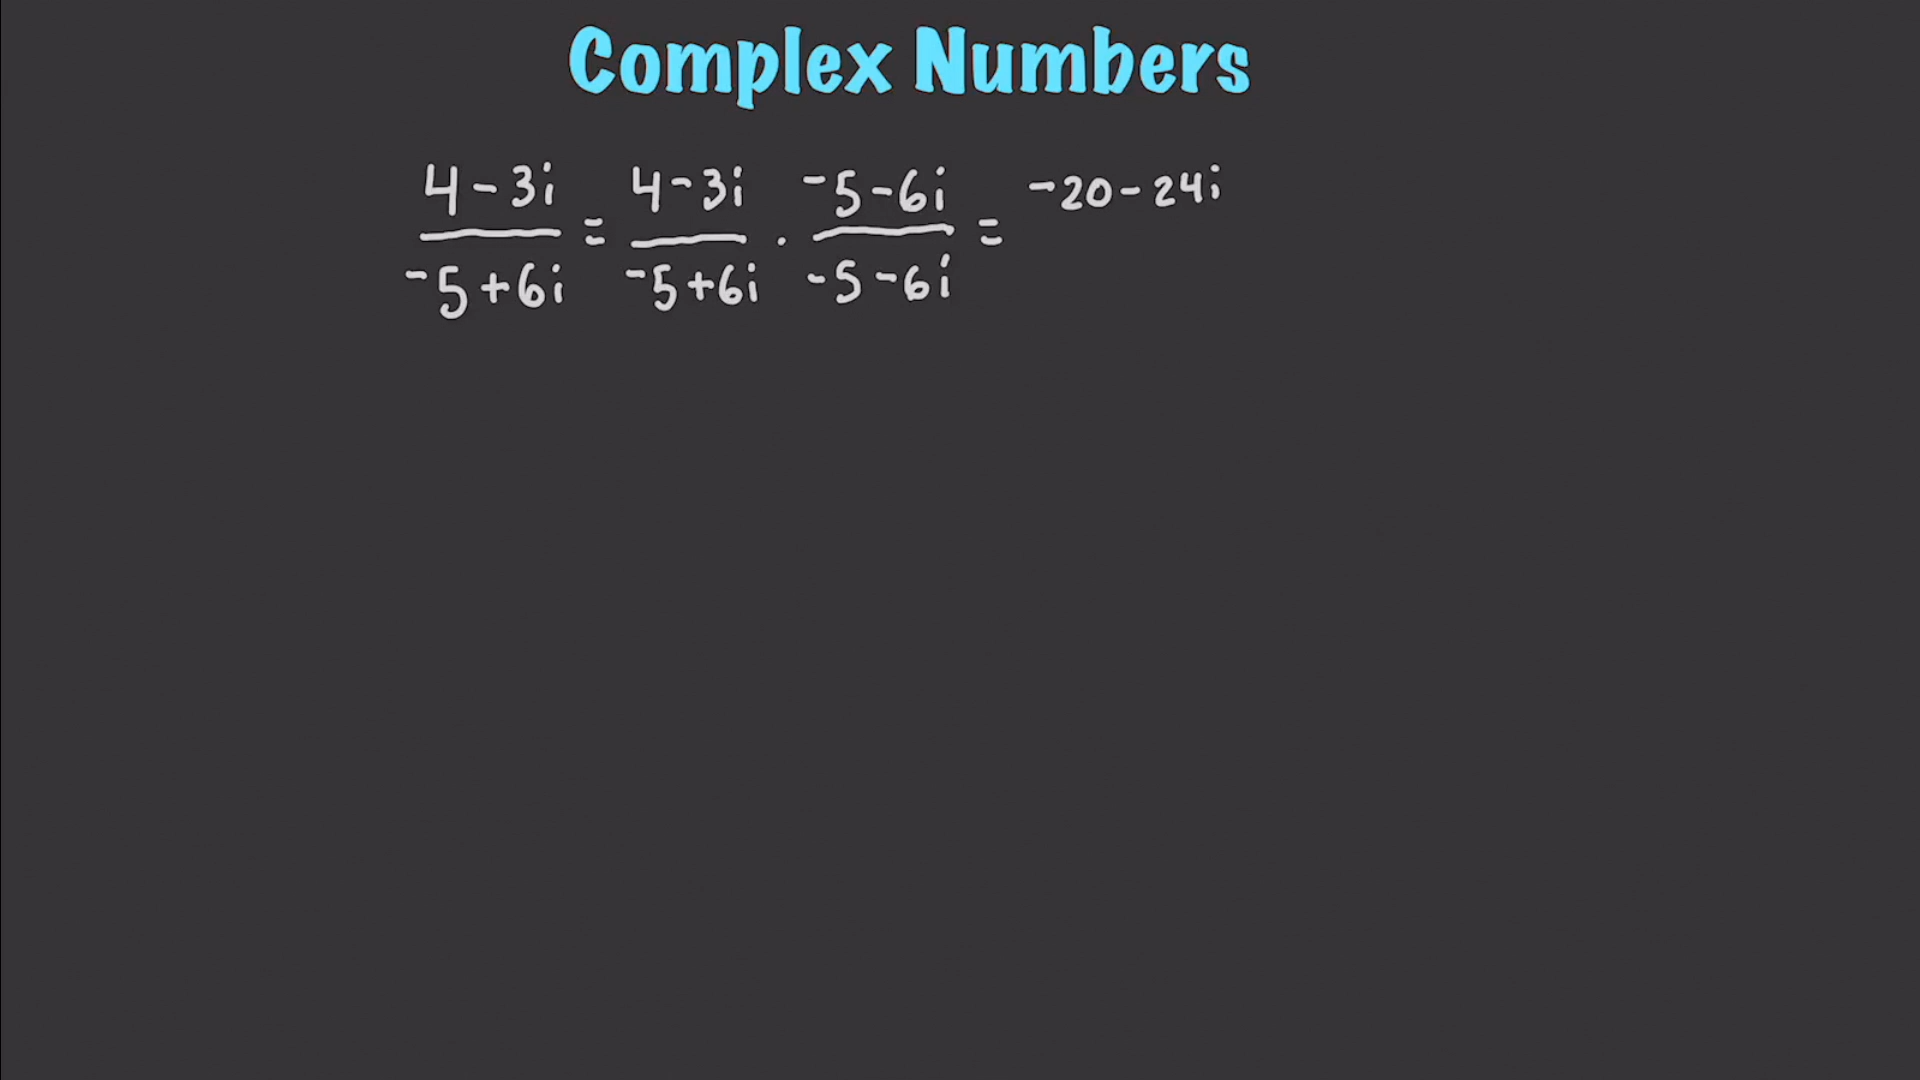 Complex Numbers
4-3i / -5+6i = 4-3i / -5+6i · -5-6i / -5-6i = -20-24i